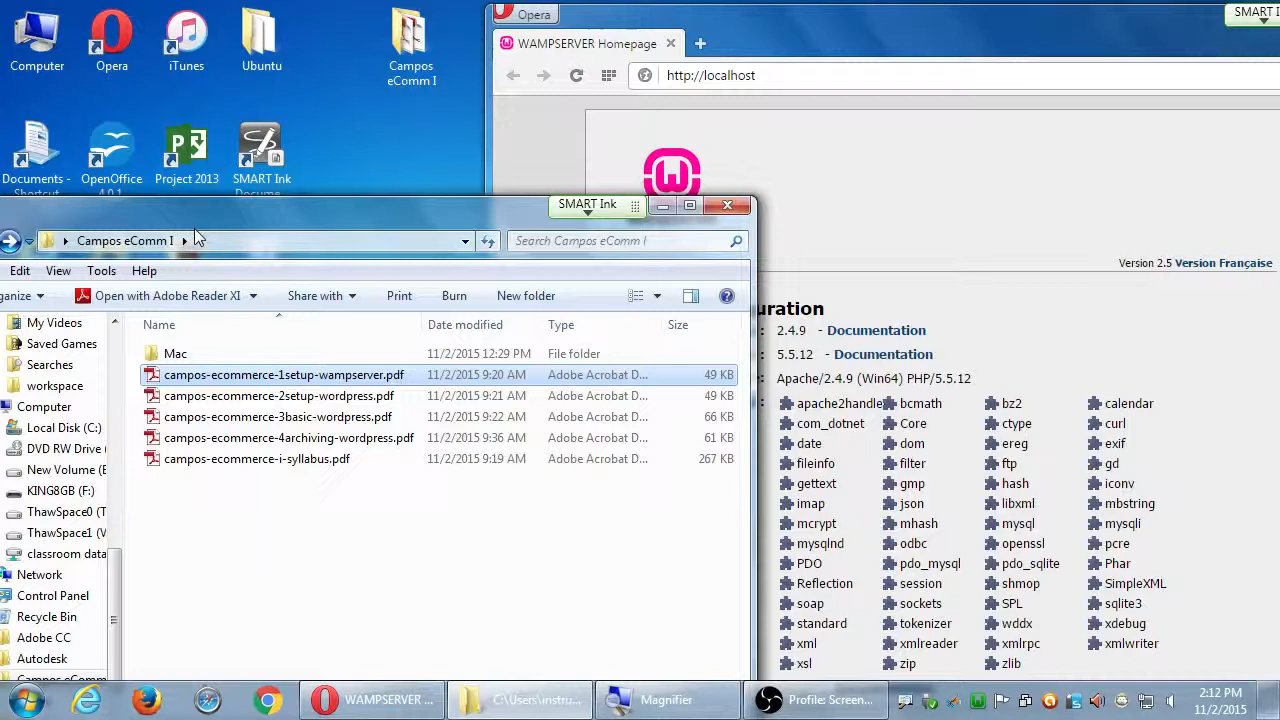 Computer
Opera
iTunes
Ubuntu
Campos
eComm I
Documents -
Shortcut
OpenOffice
4.0.1
Project 2013
SMART Ink
Docume...
Opera
SMART I
WAMPSERVER Homepage
http://localhost
Version 2.5 Version Française
uration
: 2.4.9 - Documentation
: 5.5.12 - Documentation
: Apache/2.4.9 (Win64) PHP/5.5.12
: apache2handle bcmath bz2 calendar
com_dotnet Core ctype curl
date dom ereg exif
fileinfo filter ftp gd
gettext gmp hash iconv
imap json libxml mbstring
mcrypt mhash mysql mysqli
mysqlnd odbc openssl pcre
PDO pdo_mysql pdo_sqlite Phar
Reflection session shmop SimpleXML
soap sockets SPL sqlite3
standard tokenizer wddx xdebug
xml xmlreader xmlrpc xmlwriter
xsl zip zlib
SMART Ink
Campos eComm I
Search Campos eComm I
Edit View Tools Help
ganize Open with Adobe Reader XI Share with Print Burn New folder
Name Date modified Type Size
Mac 11/2/2015 12:29 PM File folder
campos-ecommerce-1setup-wampserver.pdf 11/2/2015 9:20 AM Adobe Acrobat D... 49 KB
campos-ecommerce-2setup-wordpress.pdf 11/2/2015 9:21 AM Adobe Acrobat D... 49 KB
campos-ecommerce-3basic-wordpress.pdf 11/2/2015 9:22 AM Adobe Acrobat D... 66 KB
campos-ecommerce-4archiving-wordpress.pdf 11/2/2015 9:36 AM Adobe Acrobat D... 61 KB
campos-ecommerce-i-syllabus.pdf 11/2/2015 9:19 AM Adobe Acrobat D... 267 KB
My Videos
Saved Games
Searches
workspace
Computer
Local Disk (C:)
DVD RW Drive (
New Volume (E
KING8GB (F:)
ThawSpace0 (T
ThawSpace1 (V
classroom data
Network
Control Panel
Recycle Bin
Adobe CC
Autodesk
Campos eComm
WAMPSERVER ...
C:\Users\instru...
Magnifier
Profile: Screen...
2:12 PM
11/2/2015